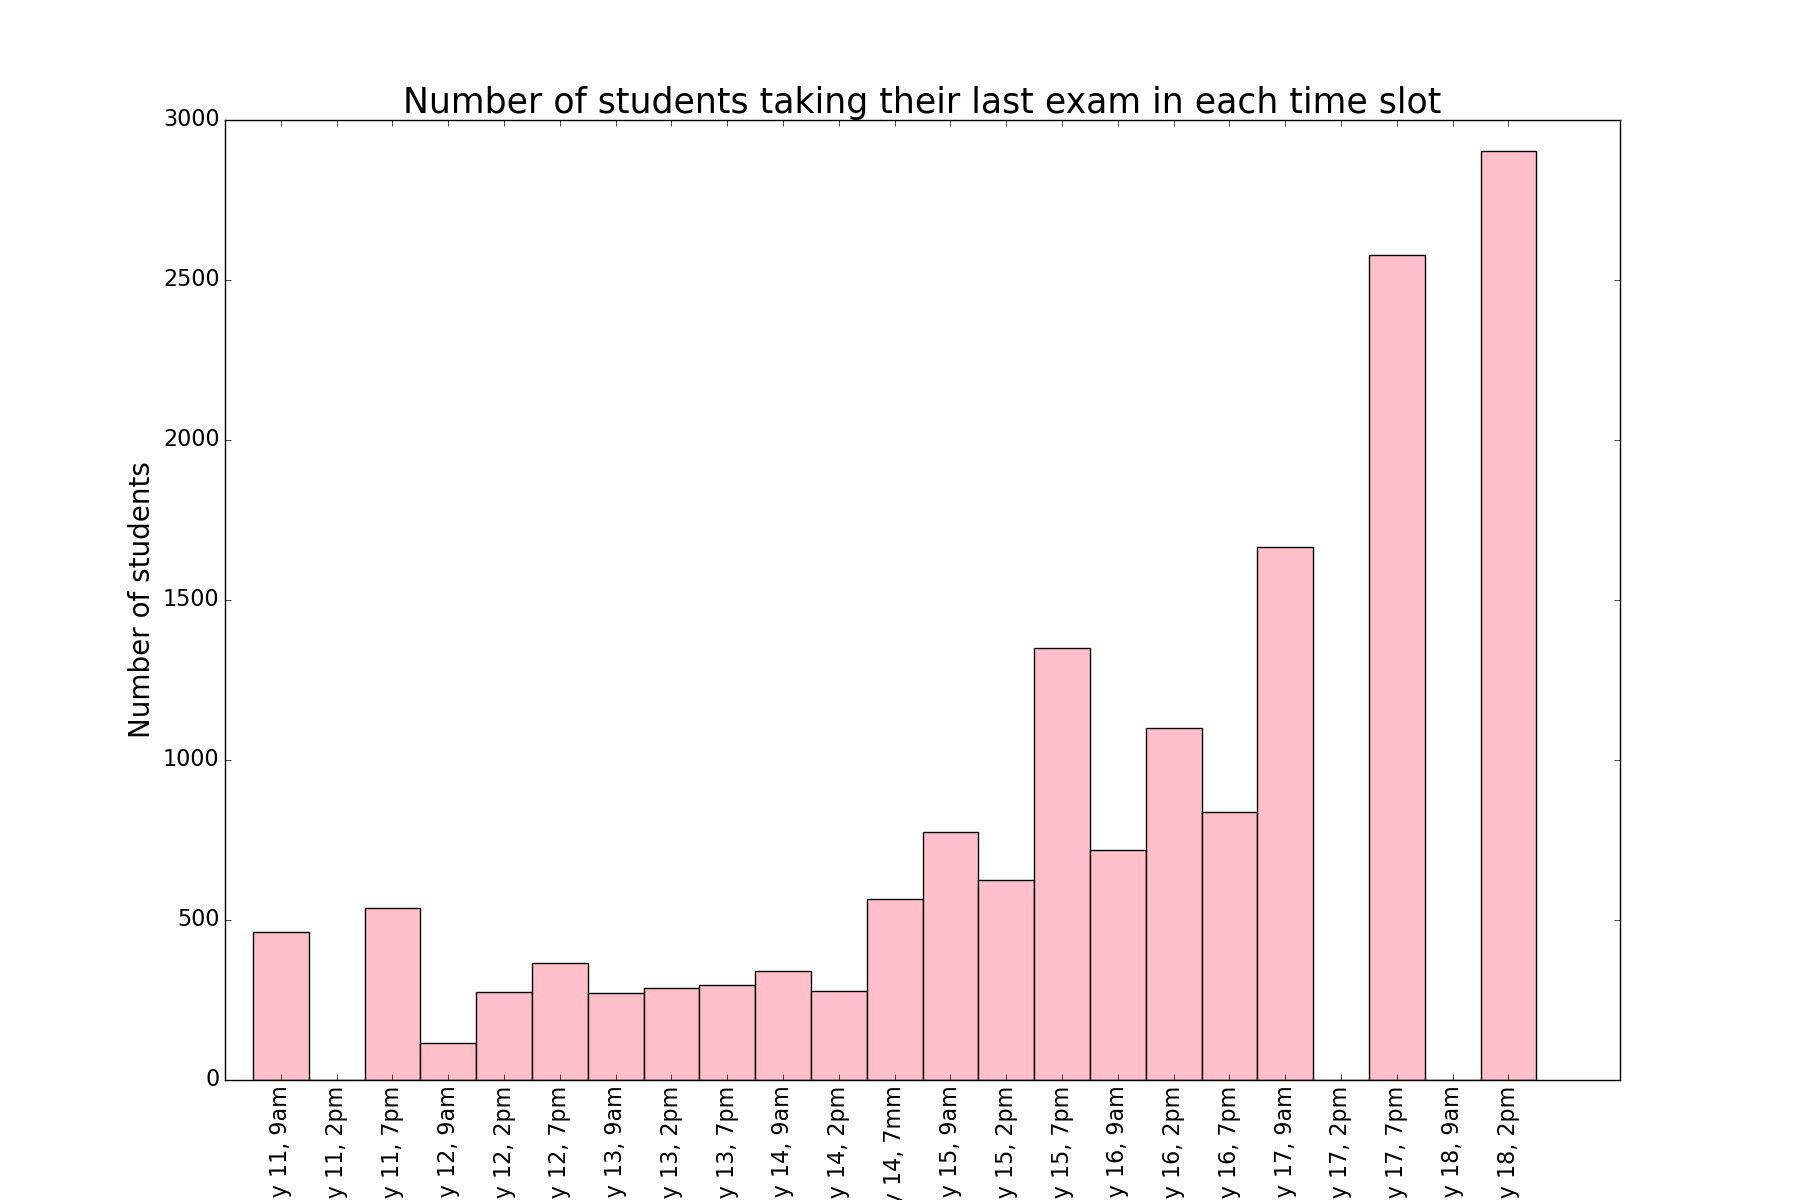 Number of students taking their last exam in each time slot
Number of students
3000
2500
2000
1500
1000
500
0
y 11, 9am
y 11, 2pm
y 11, 7pm
y 12, 9am
y 12, 2pm
y 12, 7pm
y 13, 9am
y 13, 2pm
y 13, 7pm
y 14, 9am
y 14, 2pm
y 14, 7mm
y 15, 9am
y 15, 2pm
y 15, 7pm
y 16, 9am
y 16, 2pm
y 16, 7pm
y 17, 9am
y 17, 2pm
y 17, 7pm
y 18, 9am
y 18, 2pm